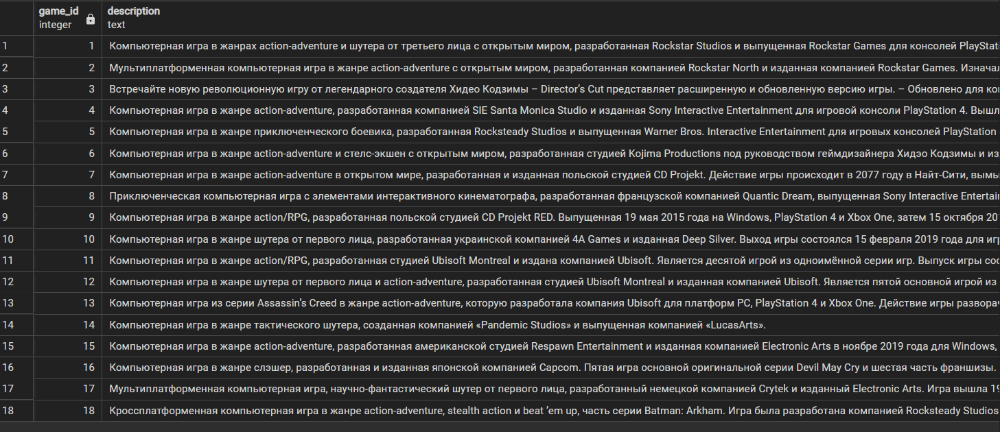 game_id description
integer text
1 1 Компьютерная игра в жанрах action-adventure и шутера от третьего лица с открытым миром, разработанная Rockstar Studios и выпущенная Rockstar Games для консолей
2 2 Мультиплатформенная компьютерная игра в жанре action-adventure с открытым миром, разработанная компанией Rockstar North и изданная компанией Rockstar Games.
3 3 Встречайте новую революционную игру от легендарного создателя Хидео Кодзимы – Director’s Cut представляет расширенную и обновленную версию игры. – Обновлено для
4 4 Компьютерная игра в жанре action-adventure, разработанная компанией SIE Santa Monica Studio и изданная Sony Interactive Entertainment для игровой консоли PlayStation 4.
5 5 Компьютерная игра в жанре приключенческого боевика, разработанная Rocksteady Studios и выпущенная Warner Bros. Interactive Entertainment для игровых консолей PlayStation
6 6 Компьютерная игра в жанре action-adventure и стелс-экшен с открытым миром, разработанная студией Kojima Productions под руководством геймдизайнера Хидэо Кодзимы и
7 7 Компьютерная игра в жанре action-adventure в открытом мире, разработанная и изданная польской студией CD Projekt. Действие игры происходит в 2077 году в Найт-Сити,
8 8 Приключенческая компьютерная игра с элементами интерактивного кинематографа, разработанная французской компанией Quantic Dream, выпущенная Sony Interactive
9 9 Компьютерная игра в жанре action/RPG, разработанная польской студией CD Projekt RED. Выпущенная 19 мая 2015 года на Windows, PlayStation 4 и Xbox One, затем 15 октября
10 10 Компьютерная игра в жанре шутера от первого лица, разработанная украинской компанией 4A Games и изданная Deep Silver. Выход игры состоялся 15 февраля 2019 года для
11 11 Компьютерная игра в жанре action/RPG, разработанная студией Ubisoft Montreal и издана компанией Ubisoft. Является десятой игрой из одноимённой серии игр. Выпуск игры
12 12 Компьютерная игра в жанре шутера от первого лица и action-adventure, разработанная студией Ubisoft Montreal и изданная компанией Ubisoft. Является пятой основной игрой из
13 13 Компьютерная игра из серии Assassin’s Creed в жанре action-adventure, которую разработала компания Ubisoft для платформ PC, PlayStation 4 и Xbox One. Действие игры
14 14 Компьютерная игра в жанре тактического шутера, созданная компанией «Pandemic Studios» и выпущенная компанией «LucasArts».
15 15 Компьютерная игра в жанре action-adventure, разработанная американской студией Respawn Entertainment и изданная компанией Electronic Arts в ноябре 2019 года для Windows,
16 16 Компьютерная игра в жанре слэшер, разработанная и изданная японской компанией Capcom. Пятая игра основной оригинальной серии Devil May Cry и шестая часть франшизы.
17 17 Мультиплатформенная компьютерная игра, научно-фантастический шутер от первого лица, разработанный немецкой компанией Crytek и изданный Electronic Arts. Игра вышла
18 18 Кроссплатформенная компьютерная игра в жанре action-adventure, stealth action и beat ’em up, часть серии Batman: Arkham. Игра была разработана компанией Rocksteady Studios